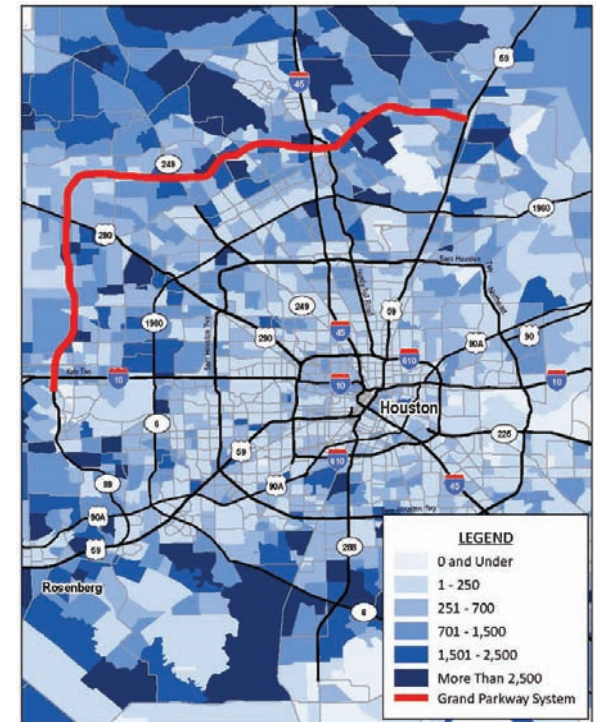 59
45
249
1960
290
Sam Houston
249
59
1960
290
45
90A
90
610
Katy Fwy
10
10
10
Houston
6
59
225
610
99
90A
45
90A
59
288
Rosenberg
6
LEGEND
0 and Under
1 - 250
251 - 700
701 - 1,500
1,501 - 2,500
More Than 2,500
Grand Parkway System